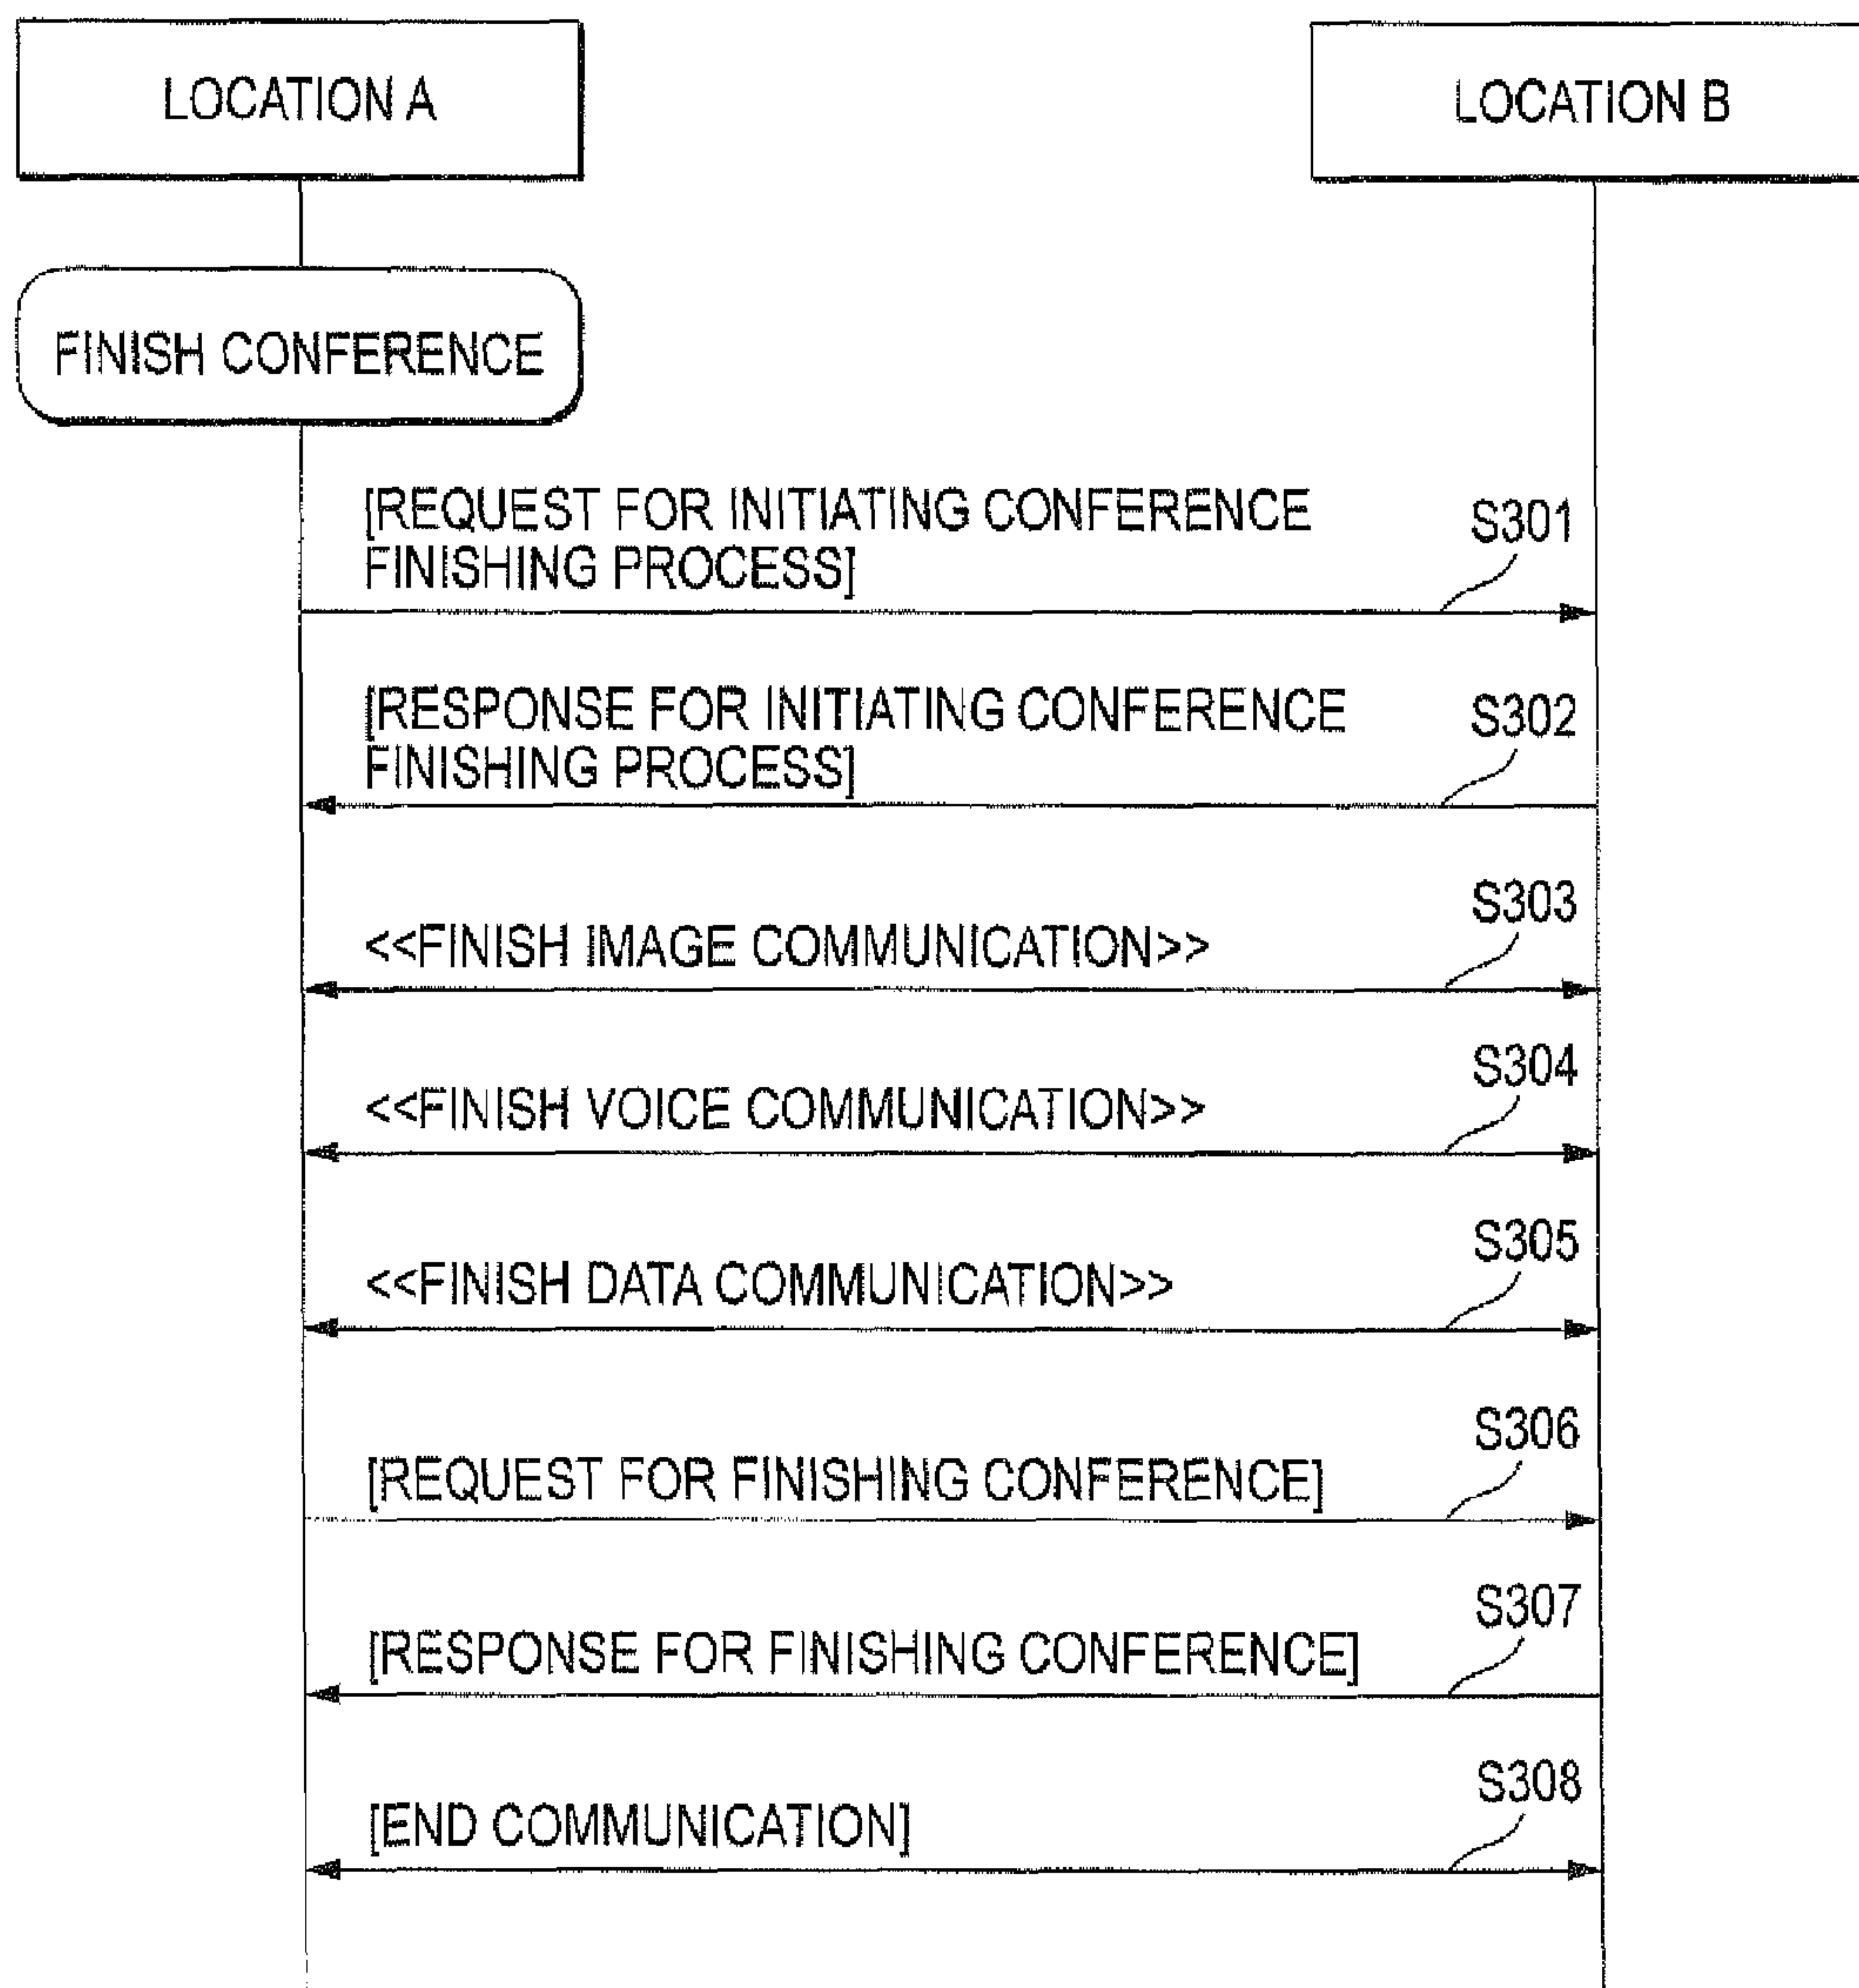 LOCATION A
LOCATION B
FINISH CONFERENCE
[REQUEST FOR INITIATING CONFERENCE
FINISHING PROCESS]
S301
[RESPONSE FOR INITIATING CONFERENCE
FINISHING PROCESS]
S302
<<FINISH IMAGE COMMUNICATION>>
S303
<<FINISH VOICE COMMUNICATION>>
S304
<<FINISH DATA COMMUNICATION>>
S305
[REQUEST FOR FINISHING CONFERENCE]
S306
[RESPONSE FOR FINISHING CONFERENCE]
S307
[END COMMUNICATION]
S308